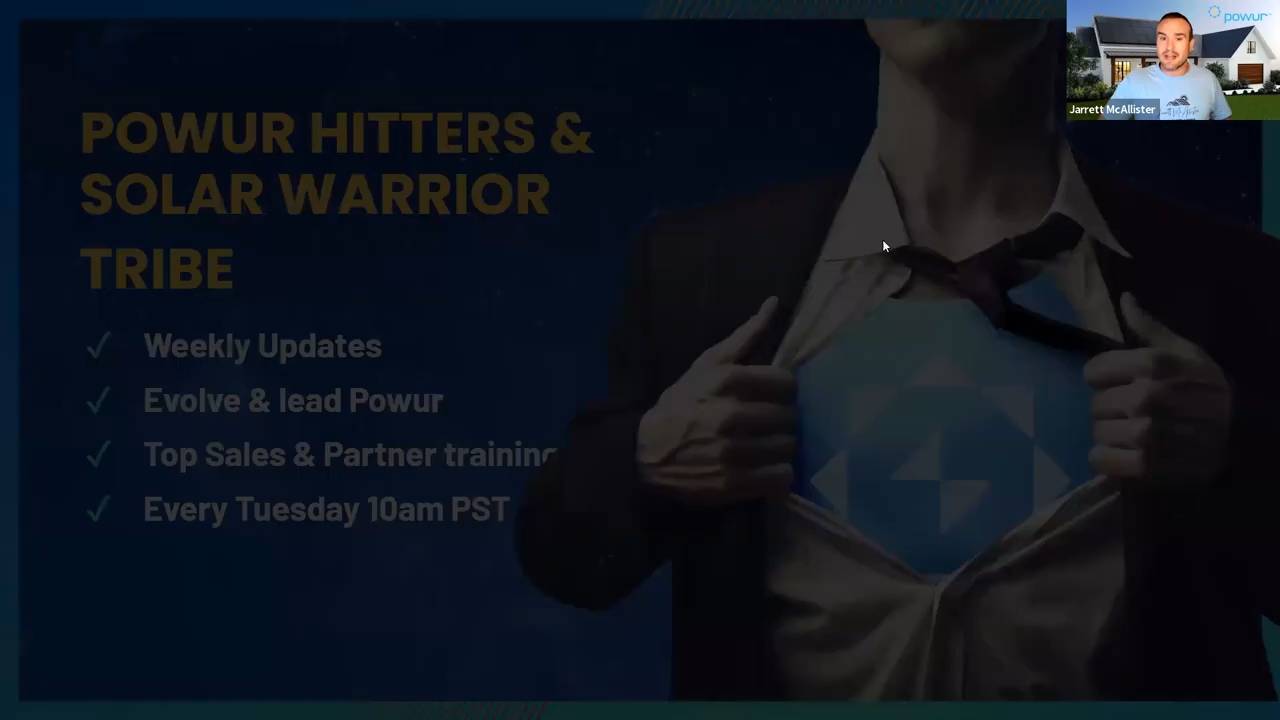 POWUR HITTERS &
SOLAR WARRIOR
TRIBE
✓ Weekly Updates
✓ Evolve & lead Powur
✓ Top Sales & Partner training
✓ Every Tuesday 10am PST
powur
Jarrett McAllister